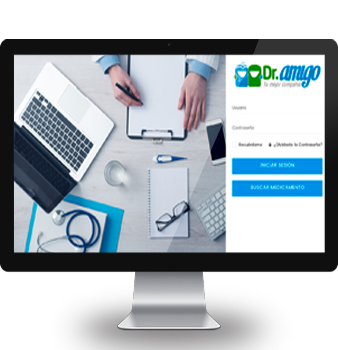 Dr.amigo
tu mejor compañía
Usuario
Contraseña
Recuérdame ¿Olvidaste la Contraseña?
INICIAR SESIÓN
BUSCAR MEDICAMENTO